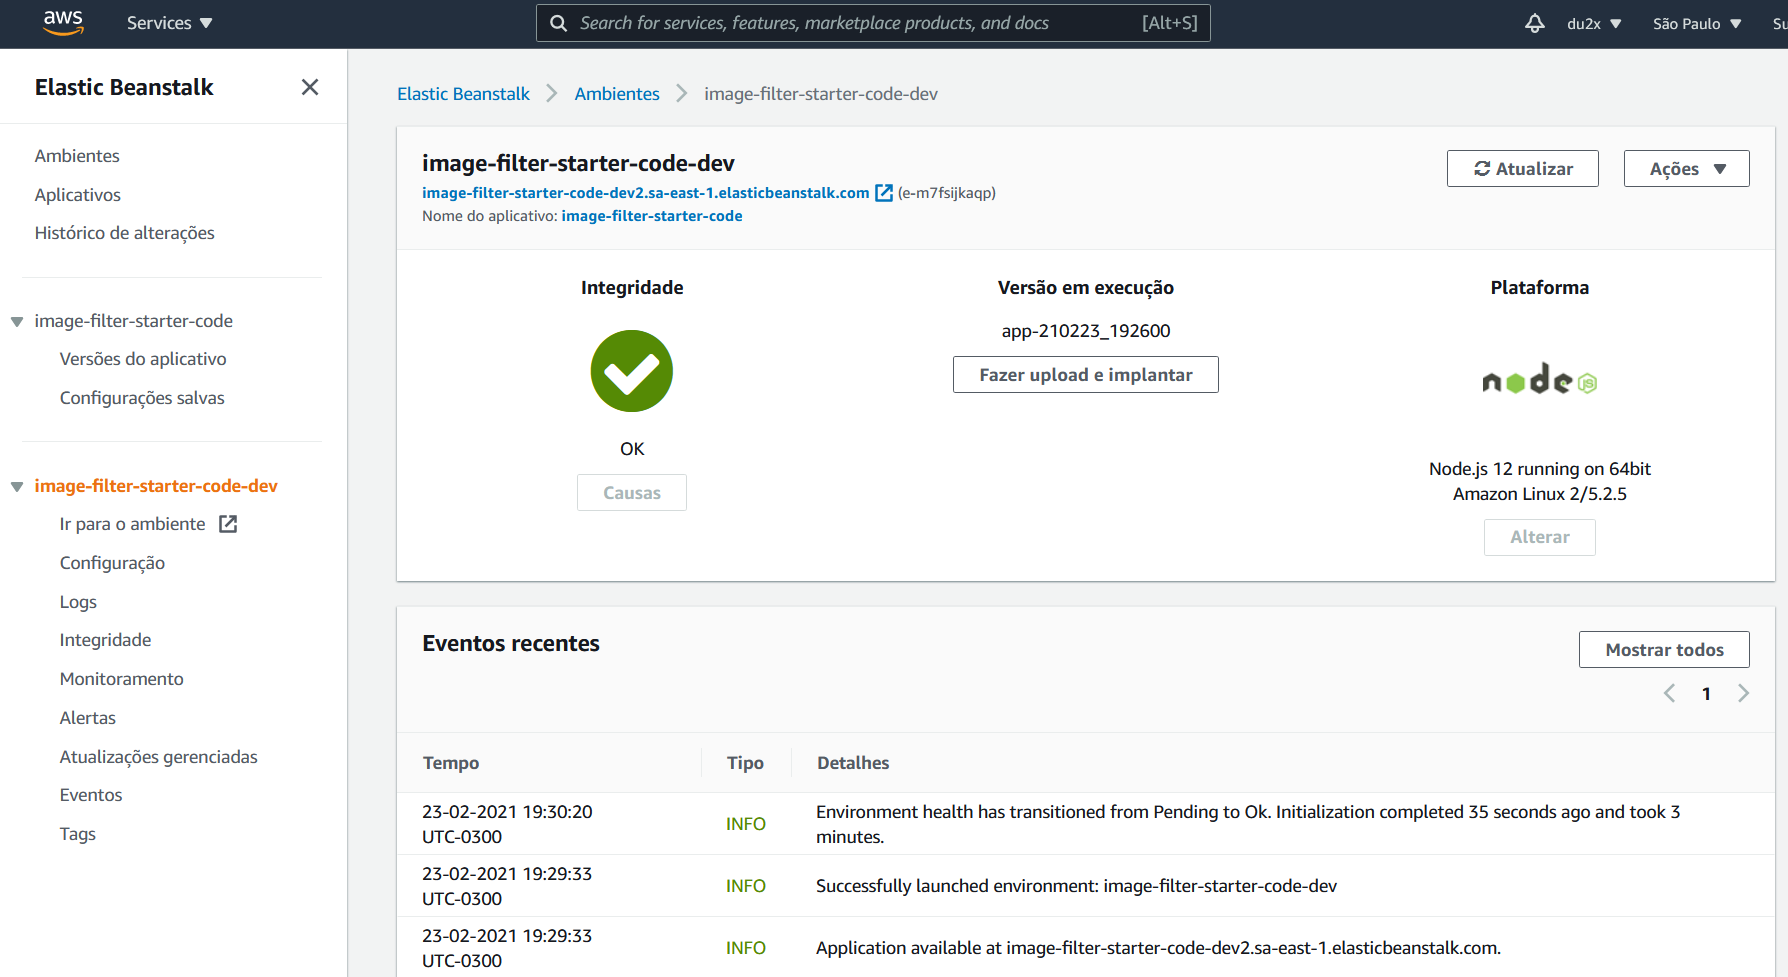 aws
Services
Search for services, features, marketplace products, and docs
[Alt+S]
du2x
São Paulo
Su
Elastic Beanstalk
Ambientes
Aplicativos
Histórico de alterações
image-filter-starter-code
Versões do aplicativo
Configurações salvas
image-filter-starter-code-dev
Ir para o ambiente
Configuração
Logs
Integridade
Monitoramento
Alertas
Atualizações gerenciadas
Eventos
Tags
Elastic Beanstalk > Ambientes > image-filter-starter-code-dev
image-filter-starter-code-dev
image-filter-starter-code-dev2.sa-east-1.elasticbeanstalk.com (e-m7fsijkaqp)
Nome do aplicativo: image-filter-starter-code
Atualizar
Ações
Integridade
OK
Causas
Versão em execução
app-210223_192600
Fazer upload e implantar
Plataforma
node JS
Node.js 12 running on 64bit
Amazon Linux 2/5.2.5
Alterar
Eventos recentes
Mostrar todos
1
Tempo Tipo Detalhes
23-02-2021 19:30:20
UTC-0300
INFO
Environment health has transitioned from Pending to Ok. Initialization completed 35 seconds ago and took 3
minutes.
23-02-2021 19:29:33
UTC-0300
INFO
Successfully launched environment: image-filter-starter-code-dev
23-02-2021 19:29:33
UTC-0300
INFO
Application available at image-filter-starter-code-dev2.sa-east-1.elasticbeanstalk.com.